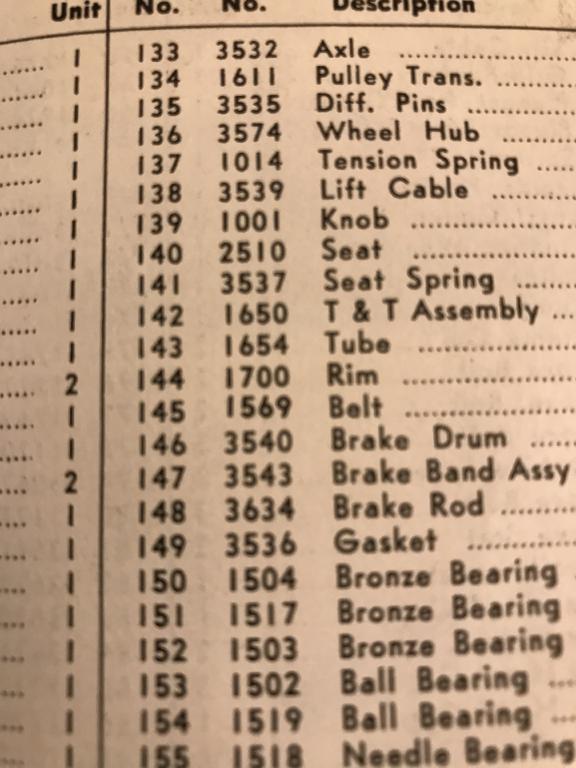 Unit No. No. Description
...... 1 133 3532 Axle ....................
...... 1 134 1611 Pulley Trans. ...........
...... 1 135 3535 Diff. Pins ...............
...... 1 136 3574 Wheel Hub ..........
...... 1 137 1014 Tension Spring .....
...... 1 138 3539 Lift Cable ............
...... 1 139 1001 Knob .................
...... 1 140 2510 Seat .................
...... 1 141 3537 Seat Spring ........
...... 1 142 1650 T & T Assembly ...
...... 1 143 1654 Tube .................
...... 2 144 1700 Rim ...................
...... 1 145 1569 Belt ...................
..... 1 146 3540 Brake Drum .....
.... 2 147 3543 Brake Band Assy
.... 1 148 3634 Brake Rod .........
.... 1 149 3536 Gasket .............
.... 1 150 1504 Bronze Bearing
.... 1 151 1517 Bronze Bearing
... 1 152 1503 Bronze Bearing
... 1 153 1502 Ball Bearing ...
... 1 154 1519 Ball Bearing ...
... 1 155 1518 Needle Bearing